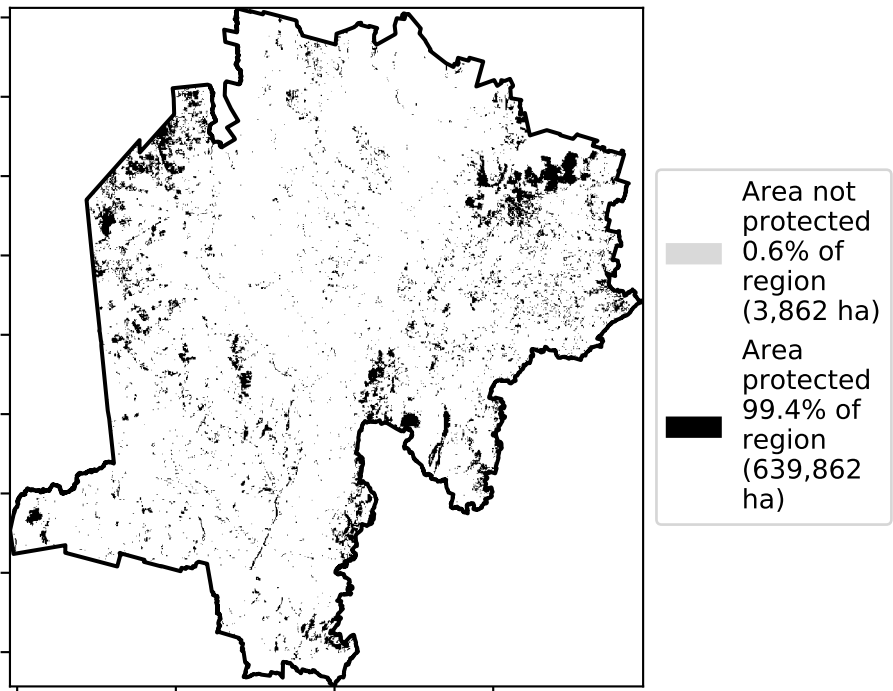 Area not
protected
0.6% of
region
(3,862 ha)
Area
protected
99.4% of
region
(639,862
ha)